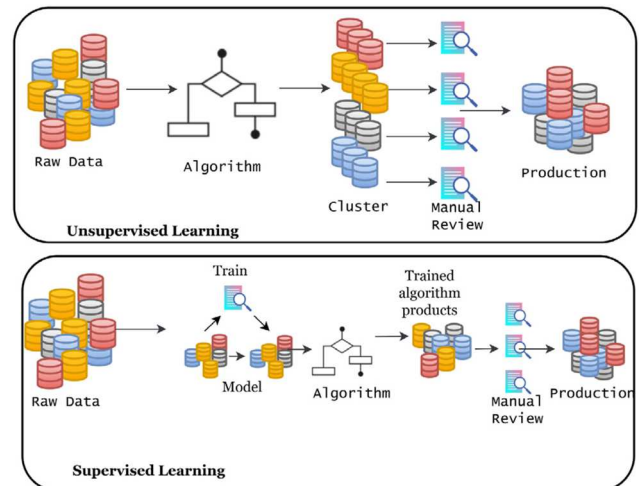 Raw Data
Algorithm
Cluster
Manual
Review
Production
Unsupervised Learning
Train
Trained
algorithm
products
Raw Data
Model
Algorithm
Manual
Review
Production
Supervised Learning